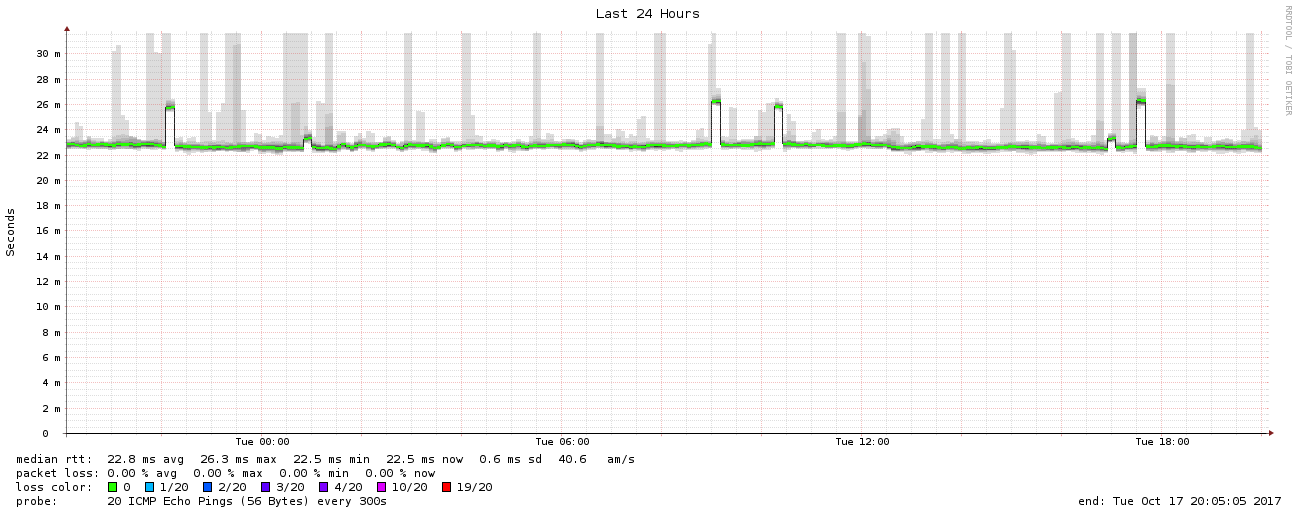 Last 24 Hours
RRDTOOL / TOBI OETIKER
Seconds
30 m
28 m
26 m
24 m
22 m
20 m
18 m
16 m
14 m
12 m
10 m
8 m
6 m
4 m
2 m
0
Tue 00:00 Tue 06:00 Tue 12:00 Tue 18:00
median rtt: 22.8 ms avg 26.3 ms max 22.5 ms min 22.5 ms now 0.6 ms sd 40.6 am/s
packet loss: 0.00 % avg 0.00 % max 0.00 % min 0.00 % now
loss color: 0 1/20 2/20 3/20 4/20 10/20 19/20
probe: 20 ICMP Echo Pings (56 Bytes) every 300s end: Tue Oct 17 20:05:05 2017